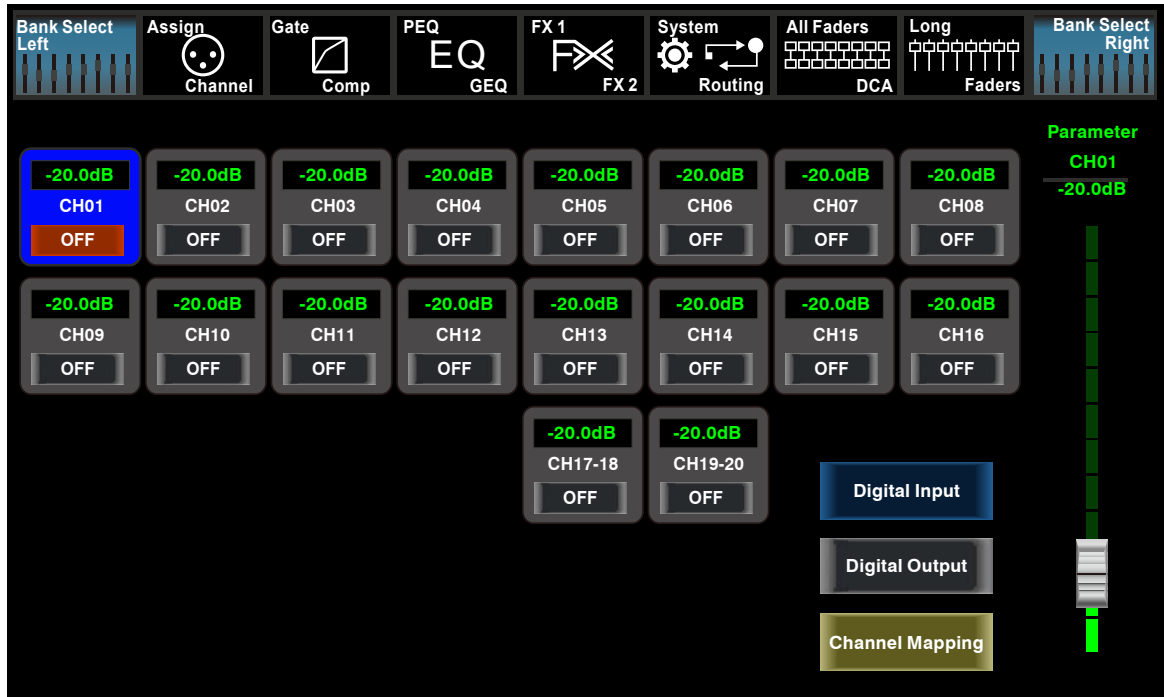 Bank Select
Left
Assign
Channel
Gate
Comp
PEQ
EQ
GEQ
FX 1
FX
FX 2
System
Routing
All Faders
DCA
Long
Faders
Bank Select
Right
Parameter
CH01
-20.0dB
-20.0dB -20.0dB -20.0dB -20.0dB -20.0dB -20.0dB -20.0dB -20.0dB
CH01 CH02 CH03 CH04 CH05 CH06 CH07 CH08
OFF OFF OFF OFF OFF OFF OFF OFF
-20.0dB -20.0dB -20.0dB -20.0dB -20.0dB -20.0dB -20.0dB -20.0dB
CH09 CH10 CH11 CH12 CH13 CH14 CH15 CH16
OFF OFF OFF OFF OFF OFF OFF OFF
-20.0dB -20.0dB
CH17-18 CH19-20
OFF OFF
Digital Input
Digital Output
Channel Mapping